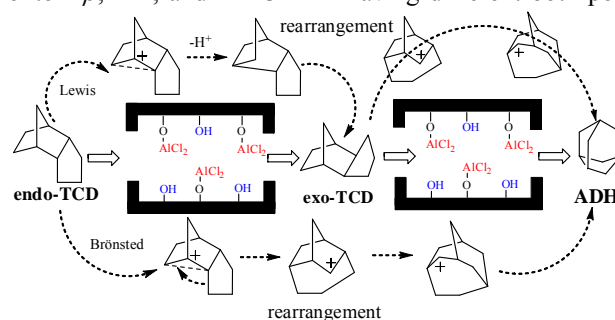 rearrangement
-H⁺
+
+
+
Lewis
O OH O
AlCl₂ AlCl₂
AlCl₂
OH O OH
O OH O
AlCl₂ AlCl₂
AlCl₂
OH O OH
endo-TCD
exo-TCD
ADH
Brönsted
+
+
+
rearrangement